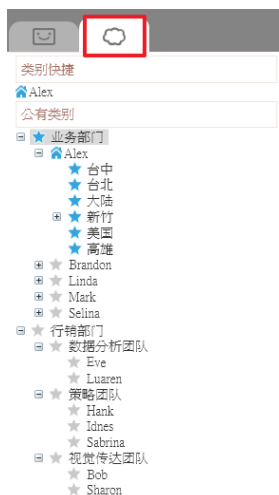 类别快捷
Alex
公有类别
业务部门
Alex
台中
台北
大陆
新竹
美国
高雄
Brandon
Linda
Mark
Selina
行销部门
数据分析团队
Eve
Luaren
策略团队
Hank
Idnes
Sabrina
视觉传达团队
Bob
Sharon